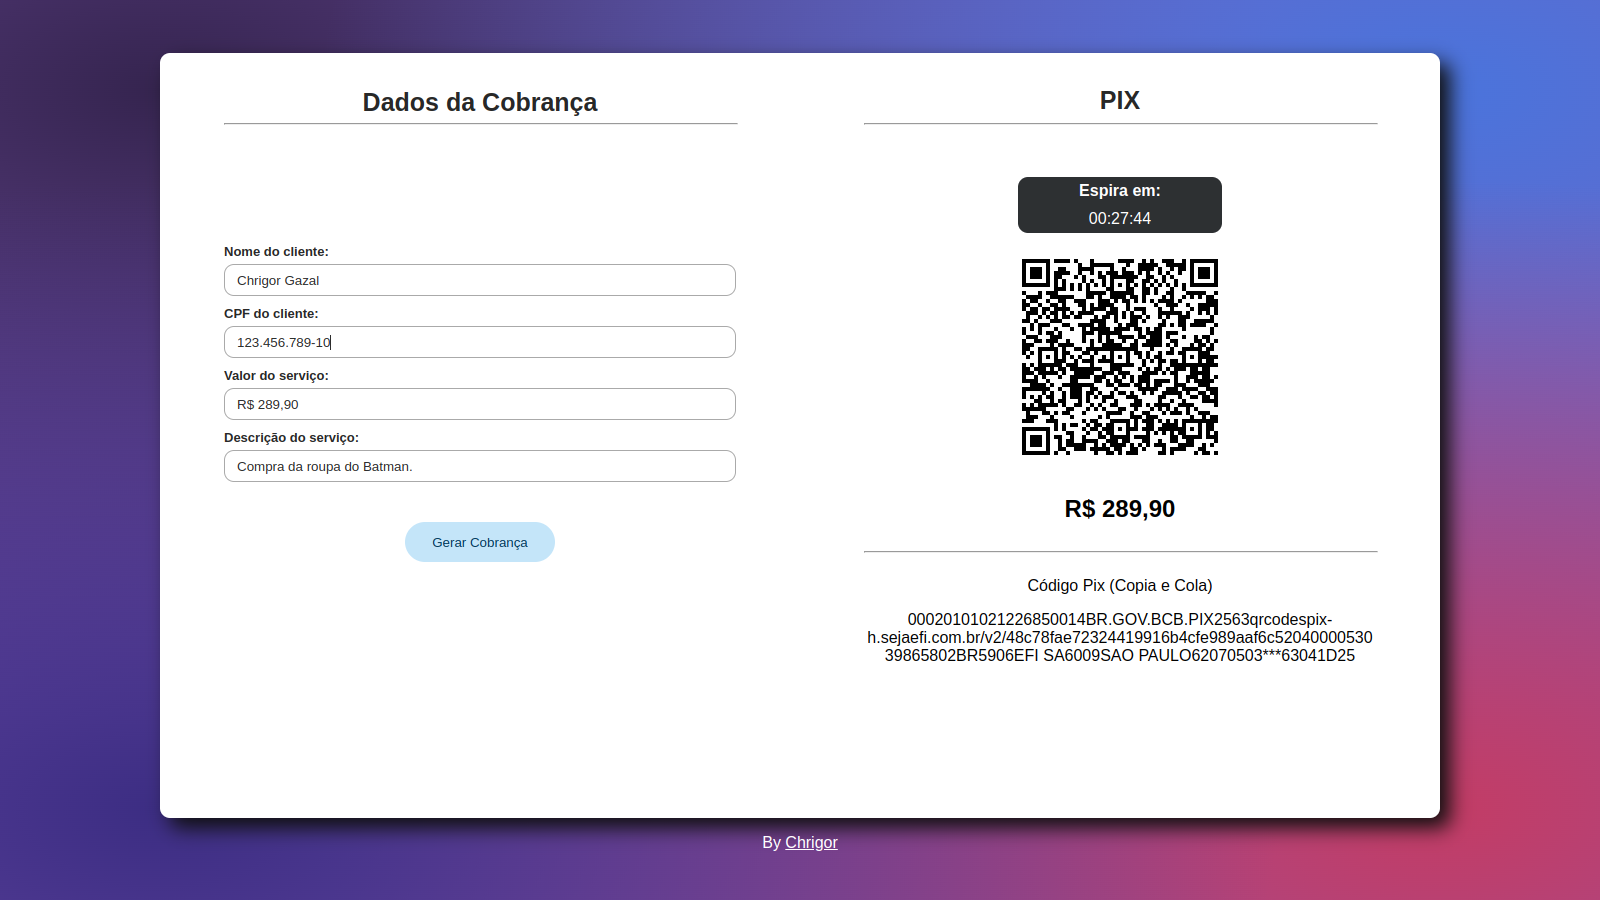 Dados da Cobrança
Nome do cliente:
Chrigor Gazal
CPF do cliente:
123.456.789-10
Valor do serviço:
R$ 289,90
Descrição do serviço:
Compra da roupa do Batman.
Gerar Cobrança
PIX
Espira em:
00:27:44
R$ 289,90
Código Pix (Copia e Cola)
00020101021226850014BR.GOV.BCB.PIX2563qrcodespix-
h.sejaefi.com.br/v2/48c78fae72324419916b4cfe989aaf6c52040000530
39865802BR5906EFI SA6009SAO PAULO62070503***63041D25
By Chrigor